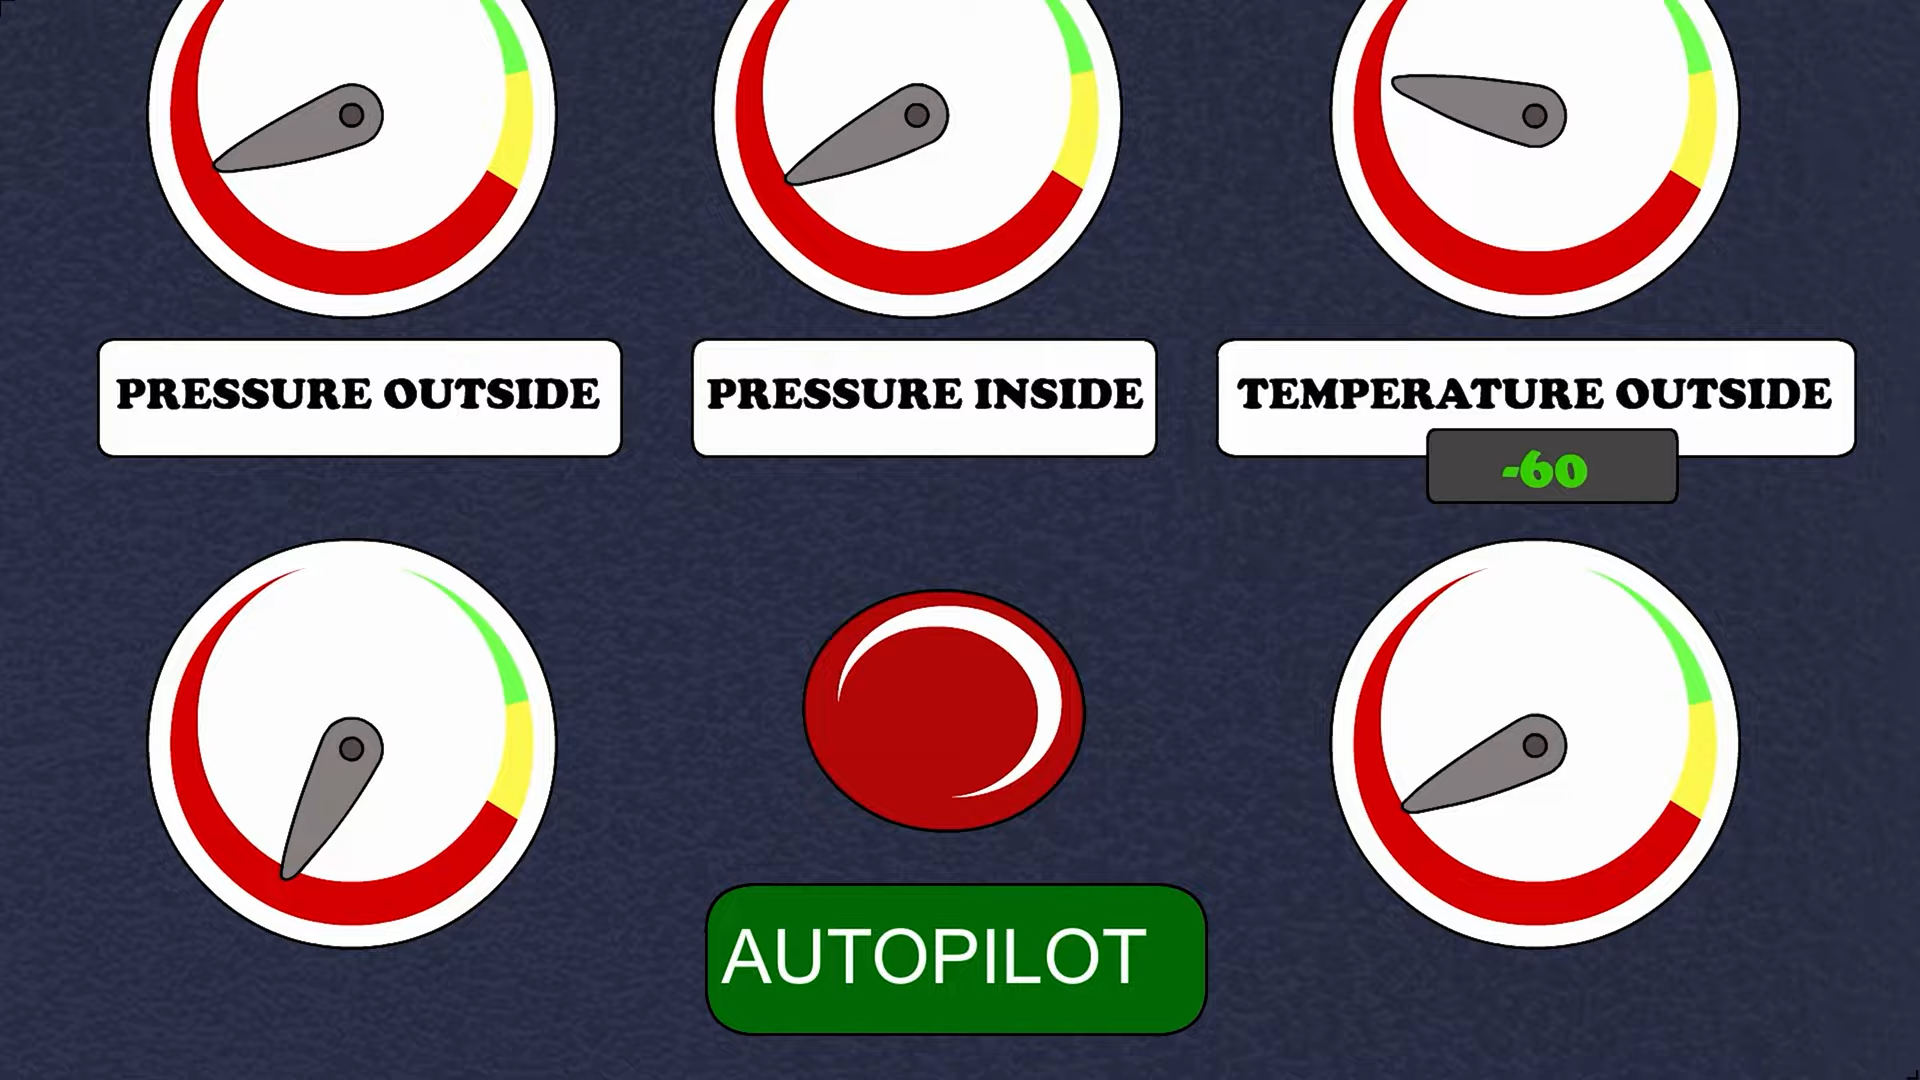 PRESSURE OUTSIDE
PRESSURE INSIDE
TEMPERATURE OUTSIDE
-60
AUTOPILOT